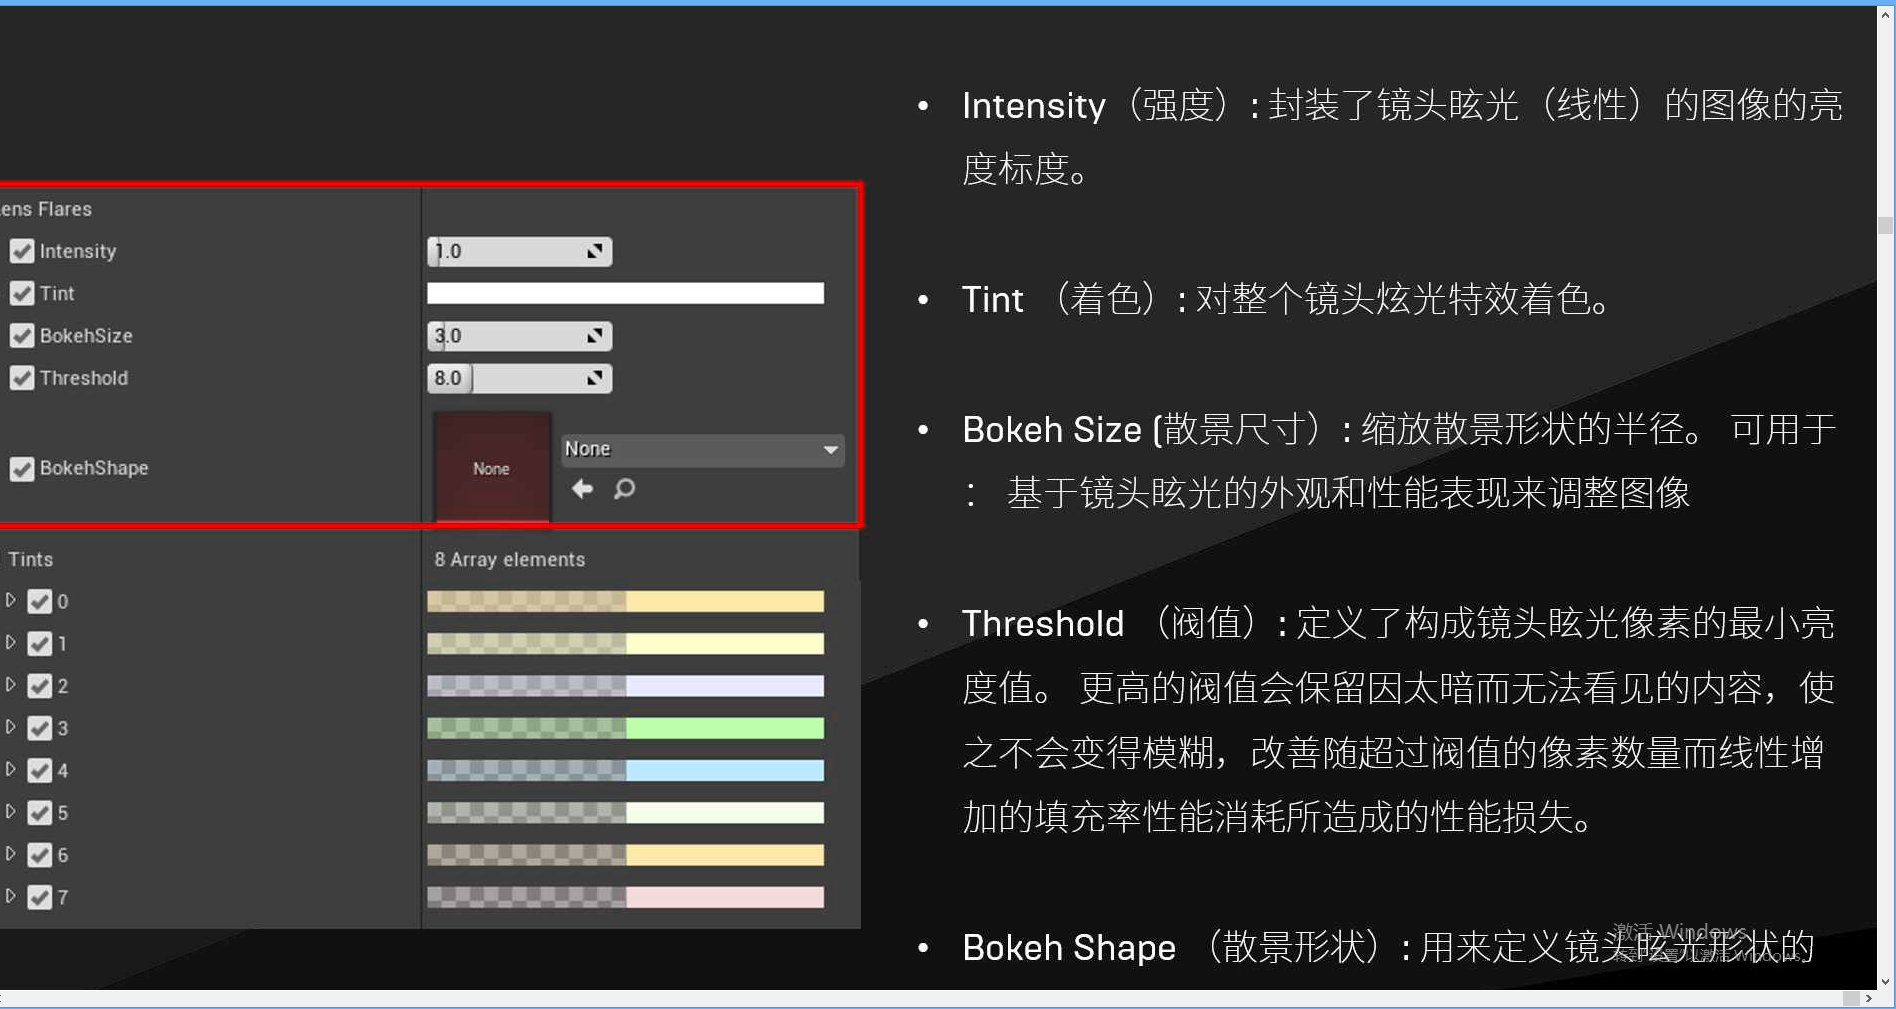 ens Flares
Intensity
1.0
Tint
BokehSize
3.0
Threshold
8.0
BokehShape
None
None
Tints
8 Array elements
0
1
2
3
4
5
6
7
• Intensity（强度）: 封装了镜头眩光（线性）的图像的亮
度标度。
• Tint （着色）: 对整个镜头炫光特效着色。
• Bokeh Size (散景尺寸）: 缩放散景形状的半径。 可用于
： 基于镜头眩光的外观和性能表现来调整图像
• Threshold （阀值）: 定义了构成镜头眩光像素的最小亮
度值。 更高的阀值会保留因太暗而无法看见的内容，使
之不会变得模糊，改善随超过阀值的像素数量而线性增
加的填充率性能消耗所造成的性能损失。
• Bokeh Shape （散景形状）: 用来定义镜头眩光形状的
激活 Windows
转到"设置"以激活 Windows。